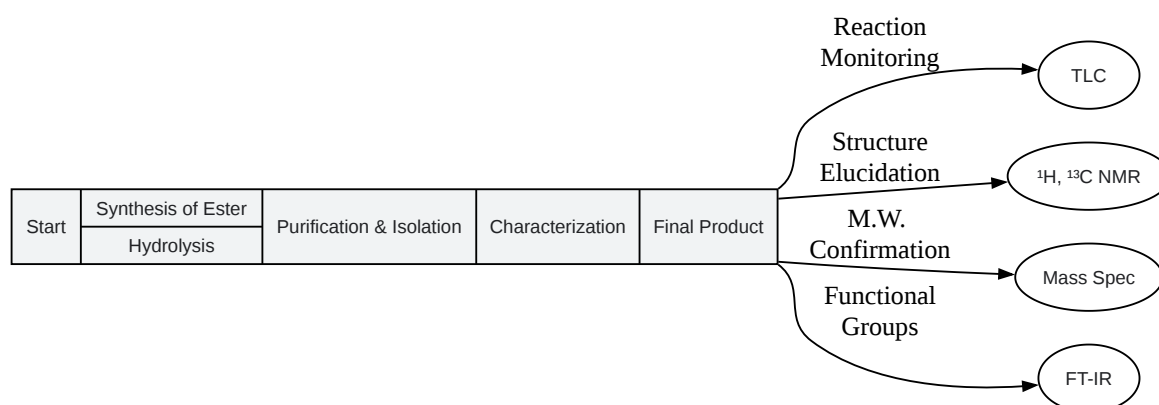 Start
Synthesis of Ester
Hydrolysis
Purification & Isolation
Characterization
Final Product
Reaction
Monitoring
TLC
Structure
Elucidation
¹H, ¹³C NMR
M.W.
Confirmation
Mass Spec
Functional
Groups
FT-IR